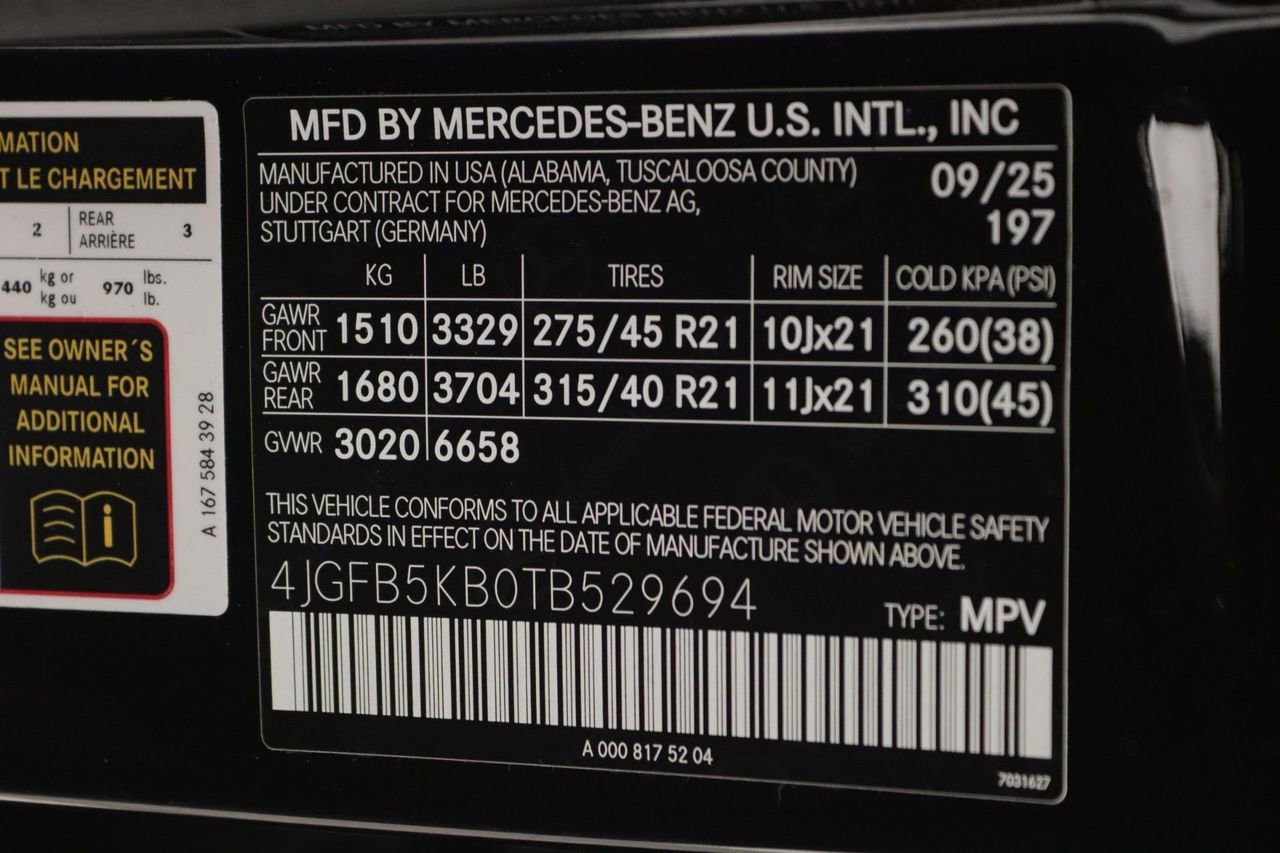 MATION
T LE CHARGEMENT
2 REAR ARRIÈRE 3
440 kg or kg ou 970 lbs. lb.
SEE OWNER´S
MANUAL FOR
ADDITIONAL
INFORMATION
i
A 167 584 39 28
MFD BY MERCEDES-BENZ U.S. INTL., INC
MANUFACTURED IN USA (ALABAMA, TUSCALOOSA COUNTY) 09/25
UNDER CONTRACT FOR MERCEDES-BENZ AG, 197
STUTTGART (GERMANY)
KG LB TIRES RIM SIZE COLD KPA (PSI)
GAWR FRONT 1510 3329 275/45 R21 10Jx21 260(38)
GAWR REAR 1680 3704 315/40 R21 11Jx21 310(45)
GVWR 3020 6658
THIS VEHICLE CONFORMS TO ALL APPLICABLE FEDERAL MOTOR VEHICLE SAFETY
STANDARDS IN EFFECT ON THE DATE OF MANUFACTURE SHOWN ABOVE.
4JGFB5KB0TB529694 TYPE: MPV
A 000 817 52 04
7031627